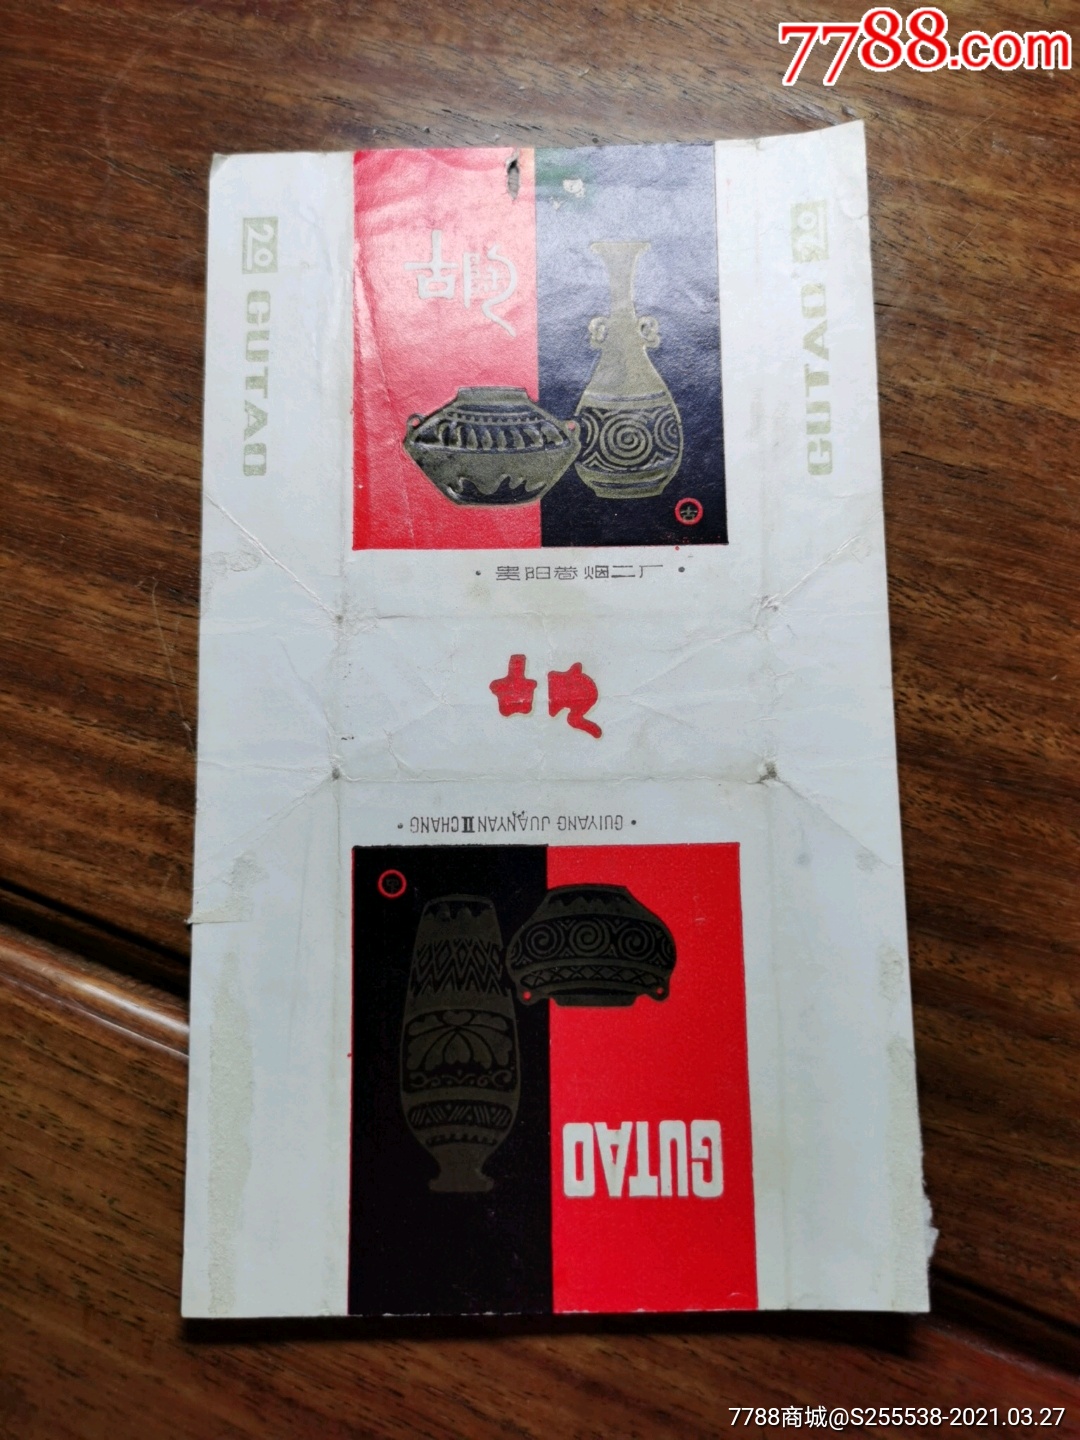 7788.com
20 GUTAO
20 GUTAO
古陶
古
·贵阳卷烟二厂·
古陶
·GUIYANG JUANYAN II CHANG·
GUTAO
7788商城@S255538-2021.03.27